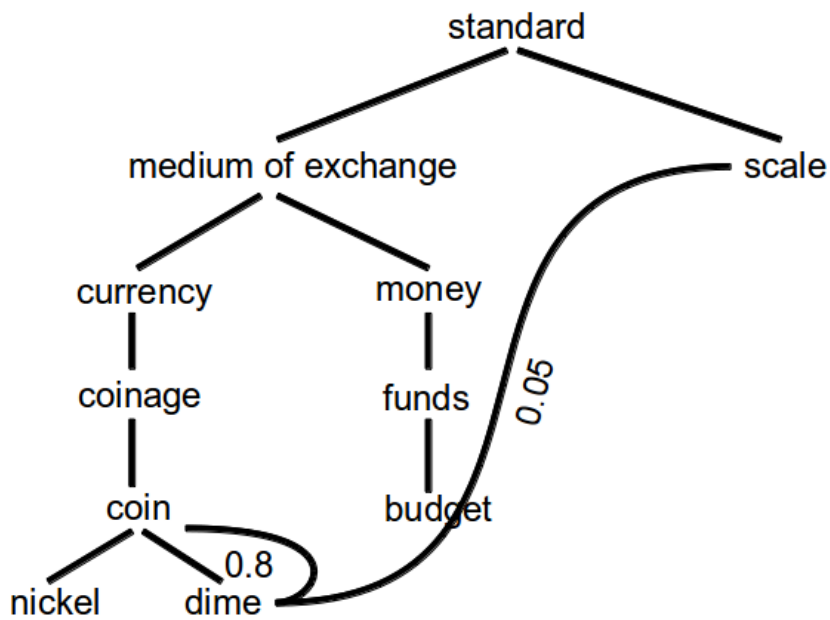 standard
medium of exchange
scale
currency
money
coinage
funds
0.05
coin
budget
0.8
nickel
dime